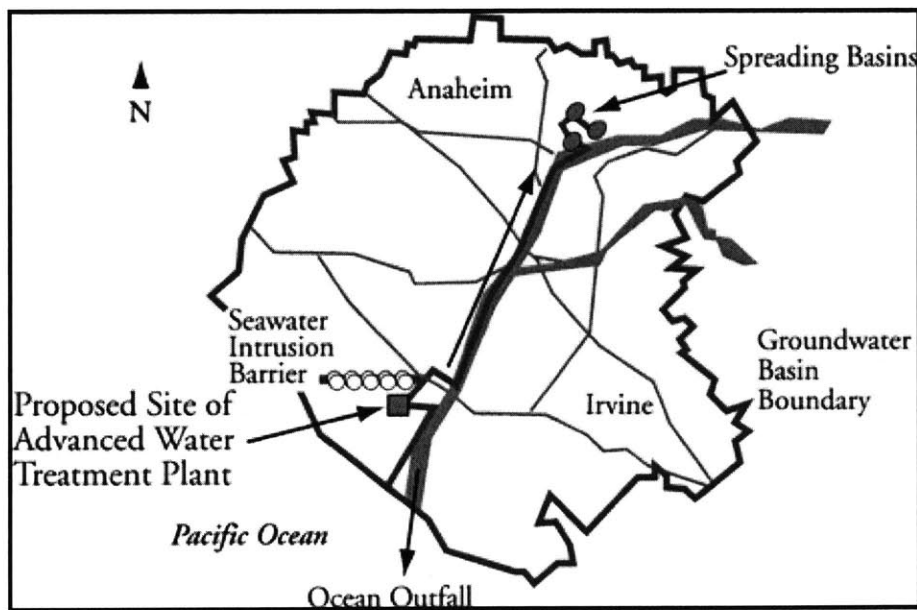 Spreading Basins
Anaheim
N
Seawater
Intrusion
Barrier
Groundwater
Basin
Boundary
Proposed Site of
Advanced Water
Treatment Plant
Irvine
Pacific Ocean
Ocean Outfall